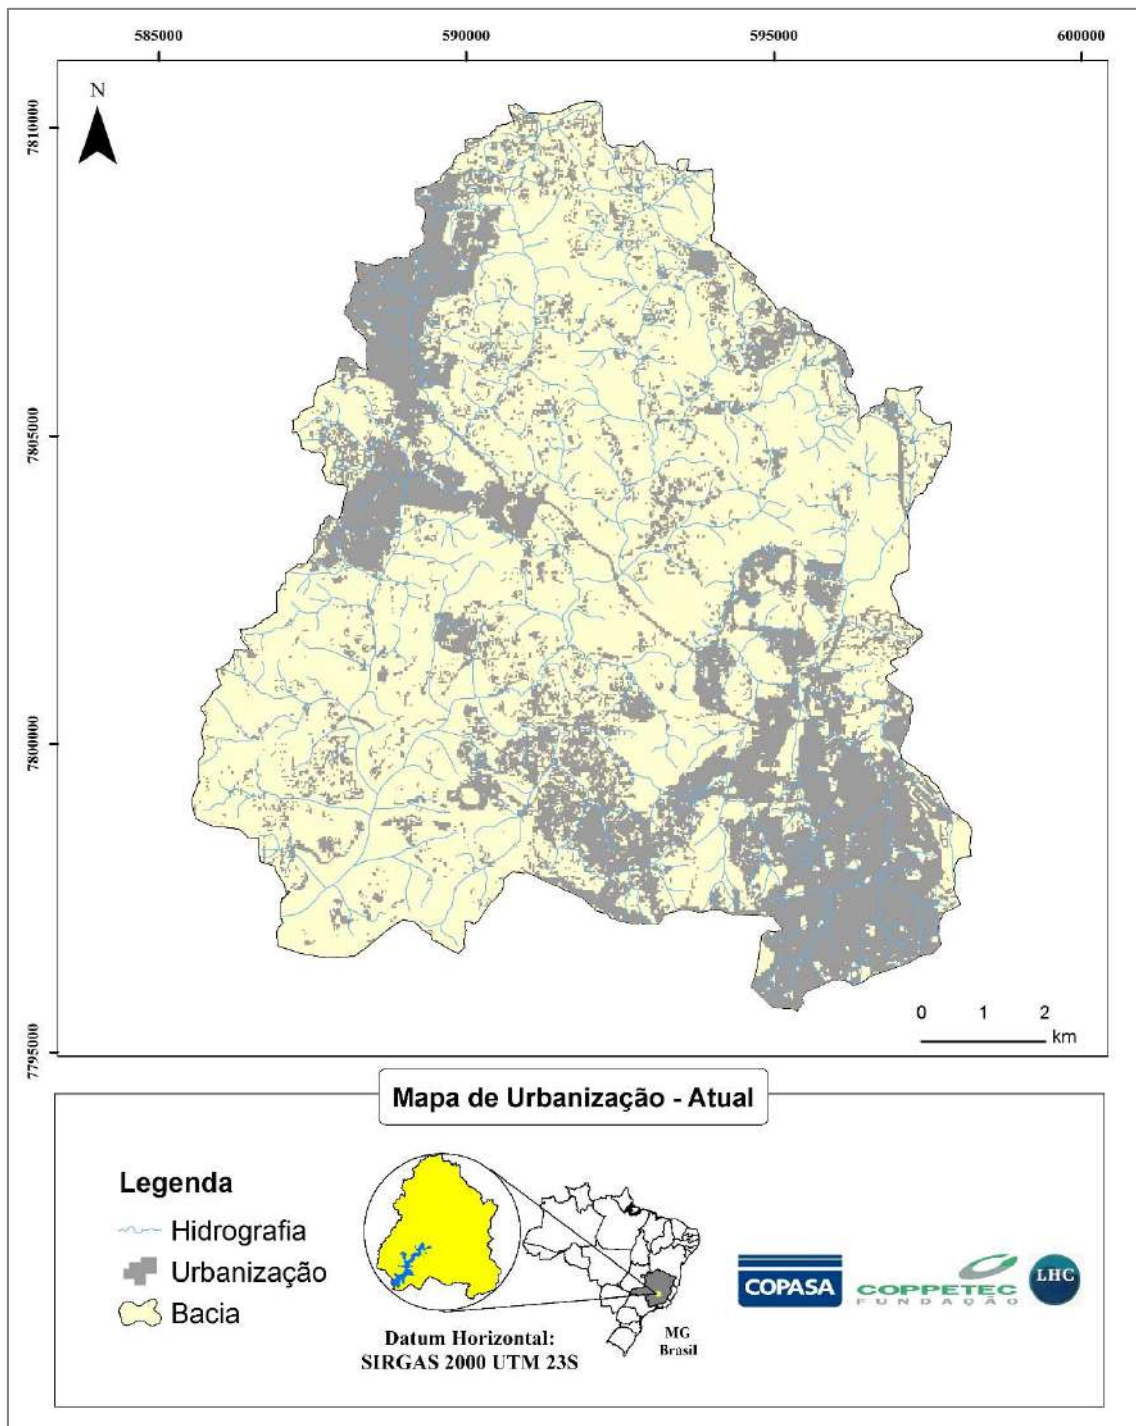 585000 590000 595000 600000
N
7810000
7805000
7800000
7795000
0 1 2
km
Mapa de Urbanização - Atual
Legenda
Hidrografia
Urbanização
Bacia
Datum Horizontal:
SIRGAS 2000 UTM 23S
MG
Brasil
COPASA
COPPETEC
FUNDAÇÃO
LHC